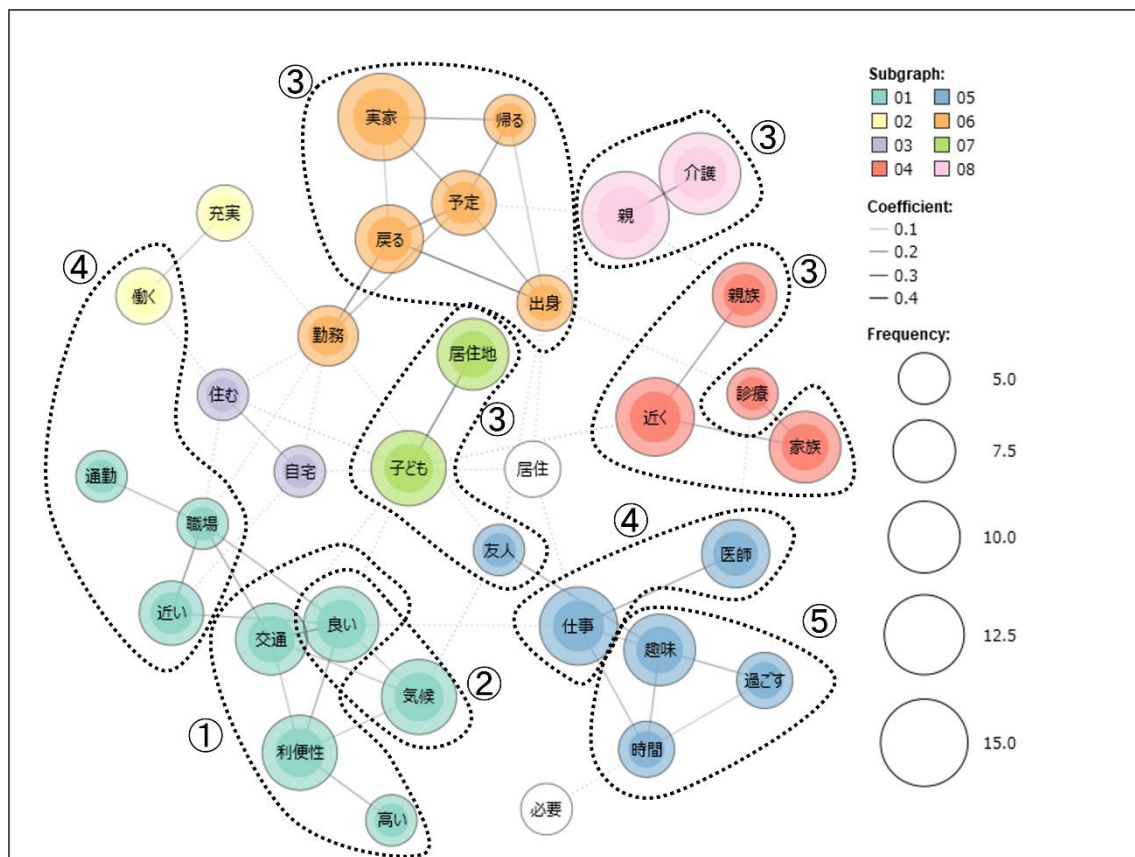 ③
実家
帰る
予定
戻る
出身
③
介護
親
充実
④
働く
勤務
住む
自宅
通勤
職場
近い
③
親族
診療
近く
家族
居住地
③
子ども
居住
友人
④
医師
仕事
⑤
趣味
過ごす
時間
必要
交通
良い
②
気候
①
利便性
高い
Subgraph:
01 05
02 06
03 07
04 08
Coefficient:
0.1
0.2
0.3
0.4
Frequency:
5.0
7.5
10.0
12.5
15.0